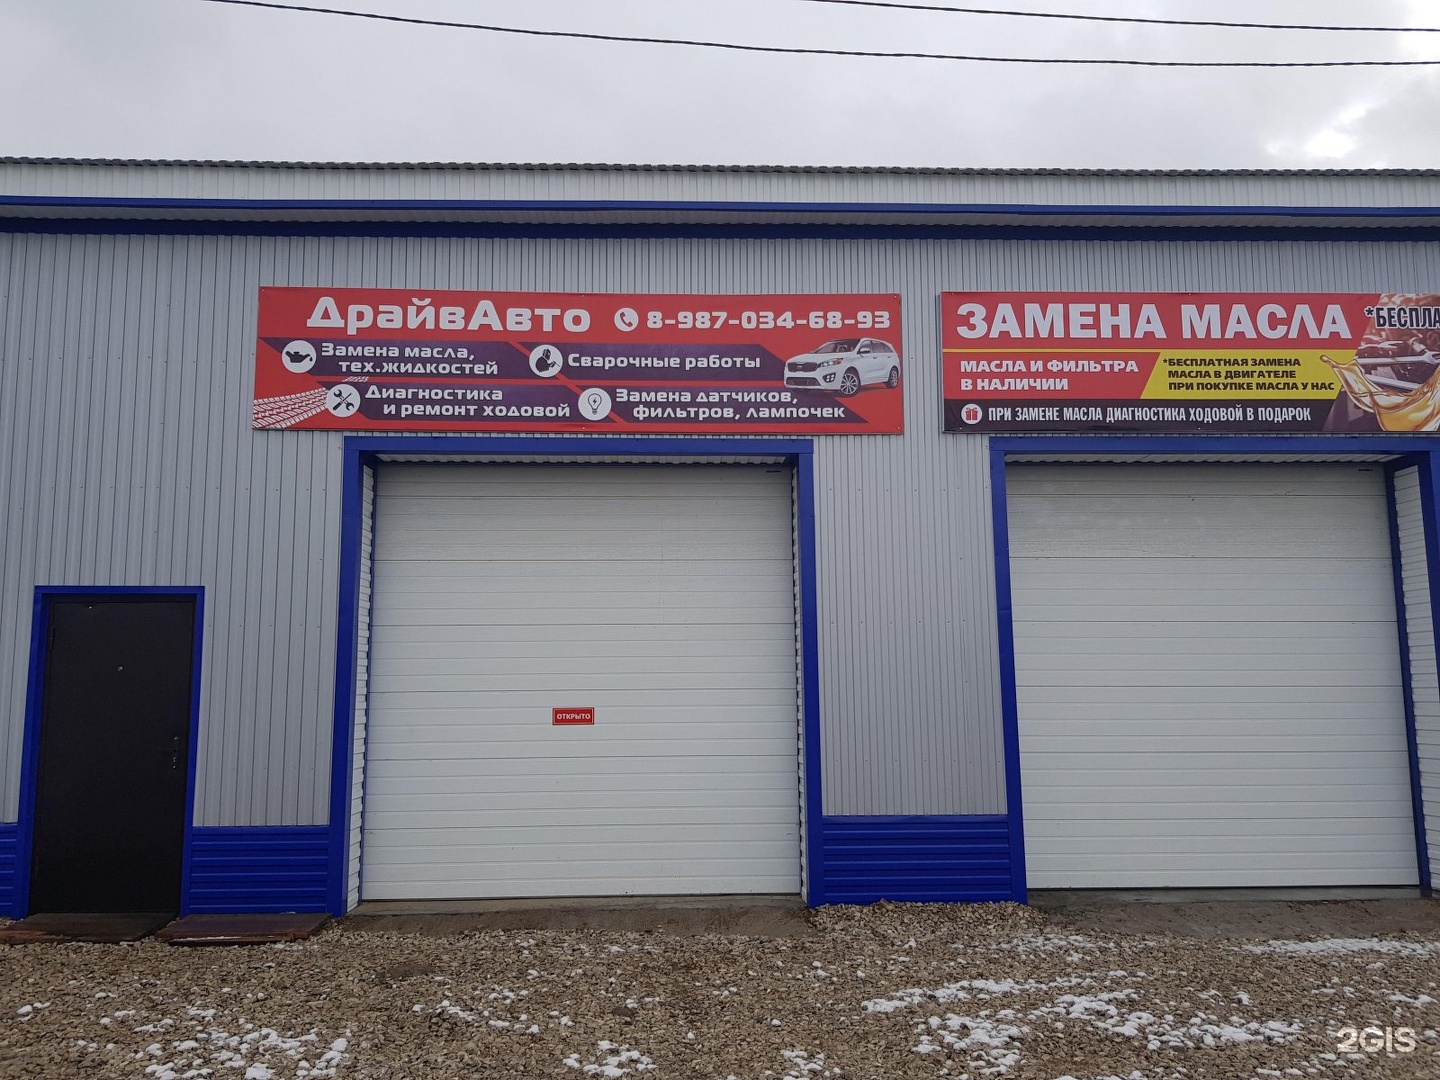 ДрайвАвто 8-987-034-68-93
Замена масла,
тех.жидкостей
Сварочные работы
Диагностика
и ремонт ходовой
Замена датчиков,
фильтров, лампочек
ЗАМЕНА МАСЛА
*БЕСПЛА
МАСЛА И ФИЛЬТРА
В НАЛИЧИИ
*БЕСПЛАТНАЯ ЗАМЕНА
МАСЛА В ДВИГАТЕЛЕ
ПРИ ПОКУПКЕ МАСЛА У НАС
ПРИ ЗАМЕНЕ МАСЛА ДИАГНОСТИКА ХОДОВОЙ В ПОДАРОК
ОТКРЫТО
2GIS